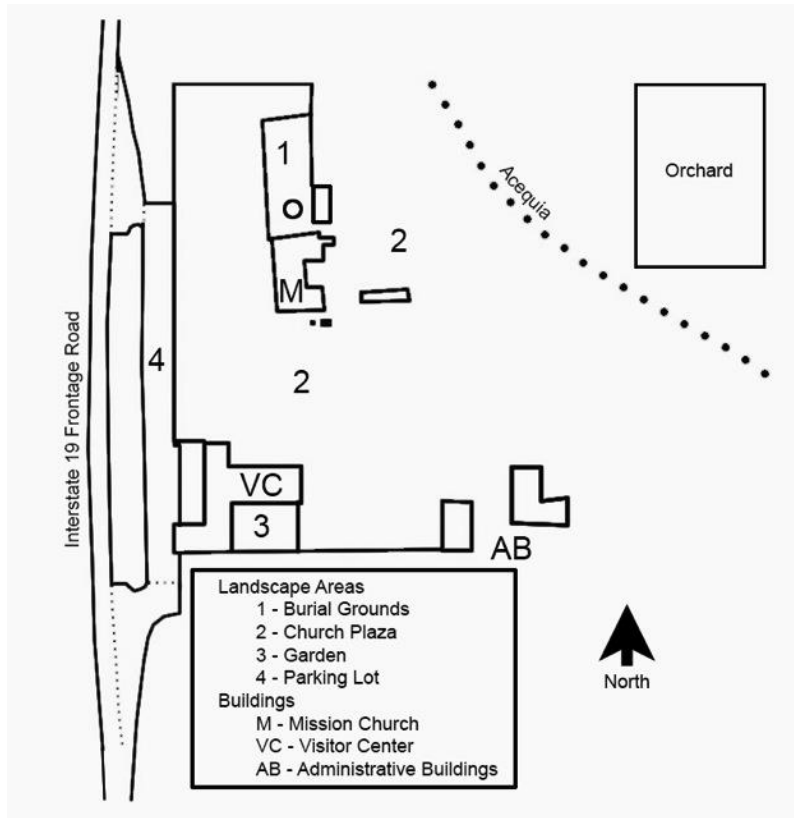 1
Acequia
Orchard
2
M
4
2
Interstate 19 Frontage Road
VC
3
AB
Landscape Areas
1 - Burial Grounds
2 - Church Plaza
3 - Garden
4 - Parking Lot
Buildings
M - Mission Church
VC - Visitor Center
AB - Administrative Buildings
North